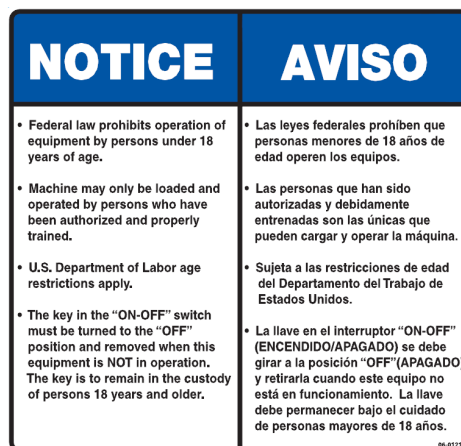 NOTICE
• Federal law prohibits operation of
equipment by persons under 18
years of age.
• Machine may only be loaded and
operated by persons who have
been authorized and properly
trained.
• U.S. Department of Labor age
restrictions apply.
• The key in the “ON-OFF” switch
must be turned to the “OFF”
position and removed when this
equipment is NOT in operation.
The key is to remain in the custody
of persons 18 years and older.
AVISO
• Las leyes federales prohíben que
personas menores de 18 años de
edad operen los equipos.
• Las personas que han sido
autorizadas y debidamente
entrenadas son las únicas que
pueden cargar y operar la máquina.
• Sujeta a las restricciones de edad
del Departamento del Trabajo de
Estados Unidos.
• La llave en el interruptor “ON-OFF”
(ENCENDIDO/APAGADO) se debe
girar a la posición “OFF”(APAGADO)
y retirarla cuando este equipo no
está en funcionamiento. La llave
debe permanecer bajo el cuidado
de personas mayores de 18 años.